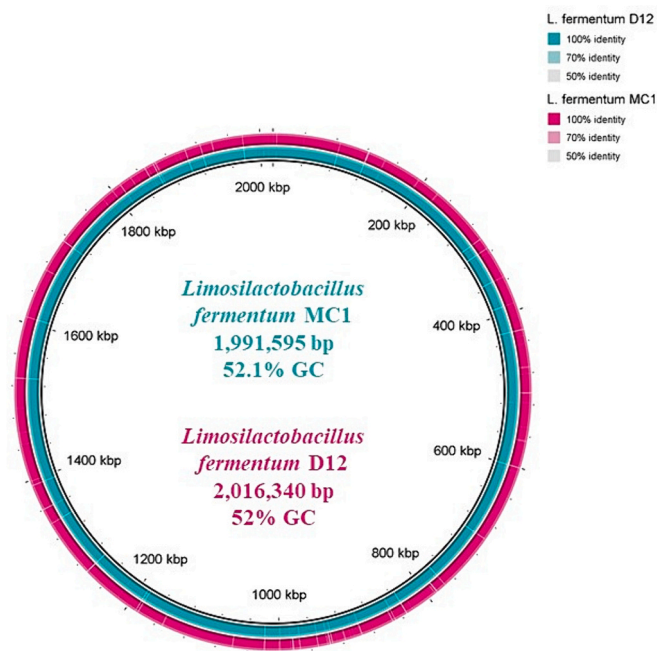 L. fermentum D12
100% identity
70% identity
50% identity
L. fermentum MC1
100% identity
70% identity
50% identity
2000 kbp
200 kbp
400 kbp
600 kbp
800 kbp
1000 kbp
1200 kbp
1400 kbp
1600 kbp
1800 kbp
Limosilactobacillus
fermentum MC1
1,991,595 bp
52.1% GC
Limosilactobacillus
fermentum D12
2,016,340 bp
52% GC